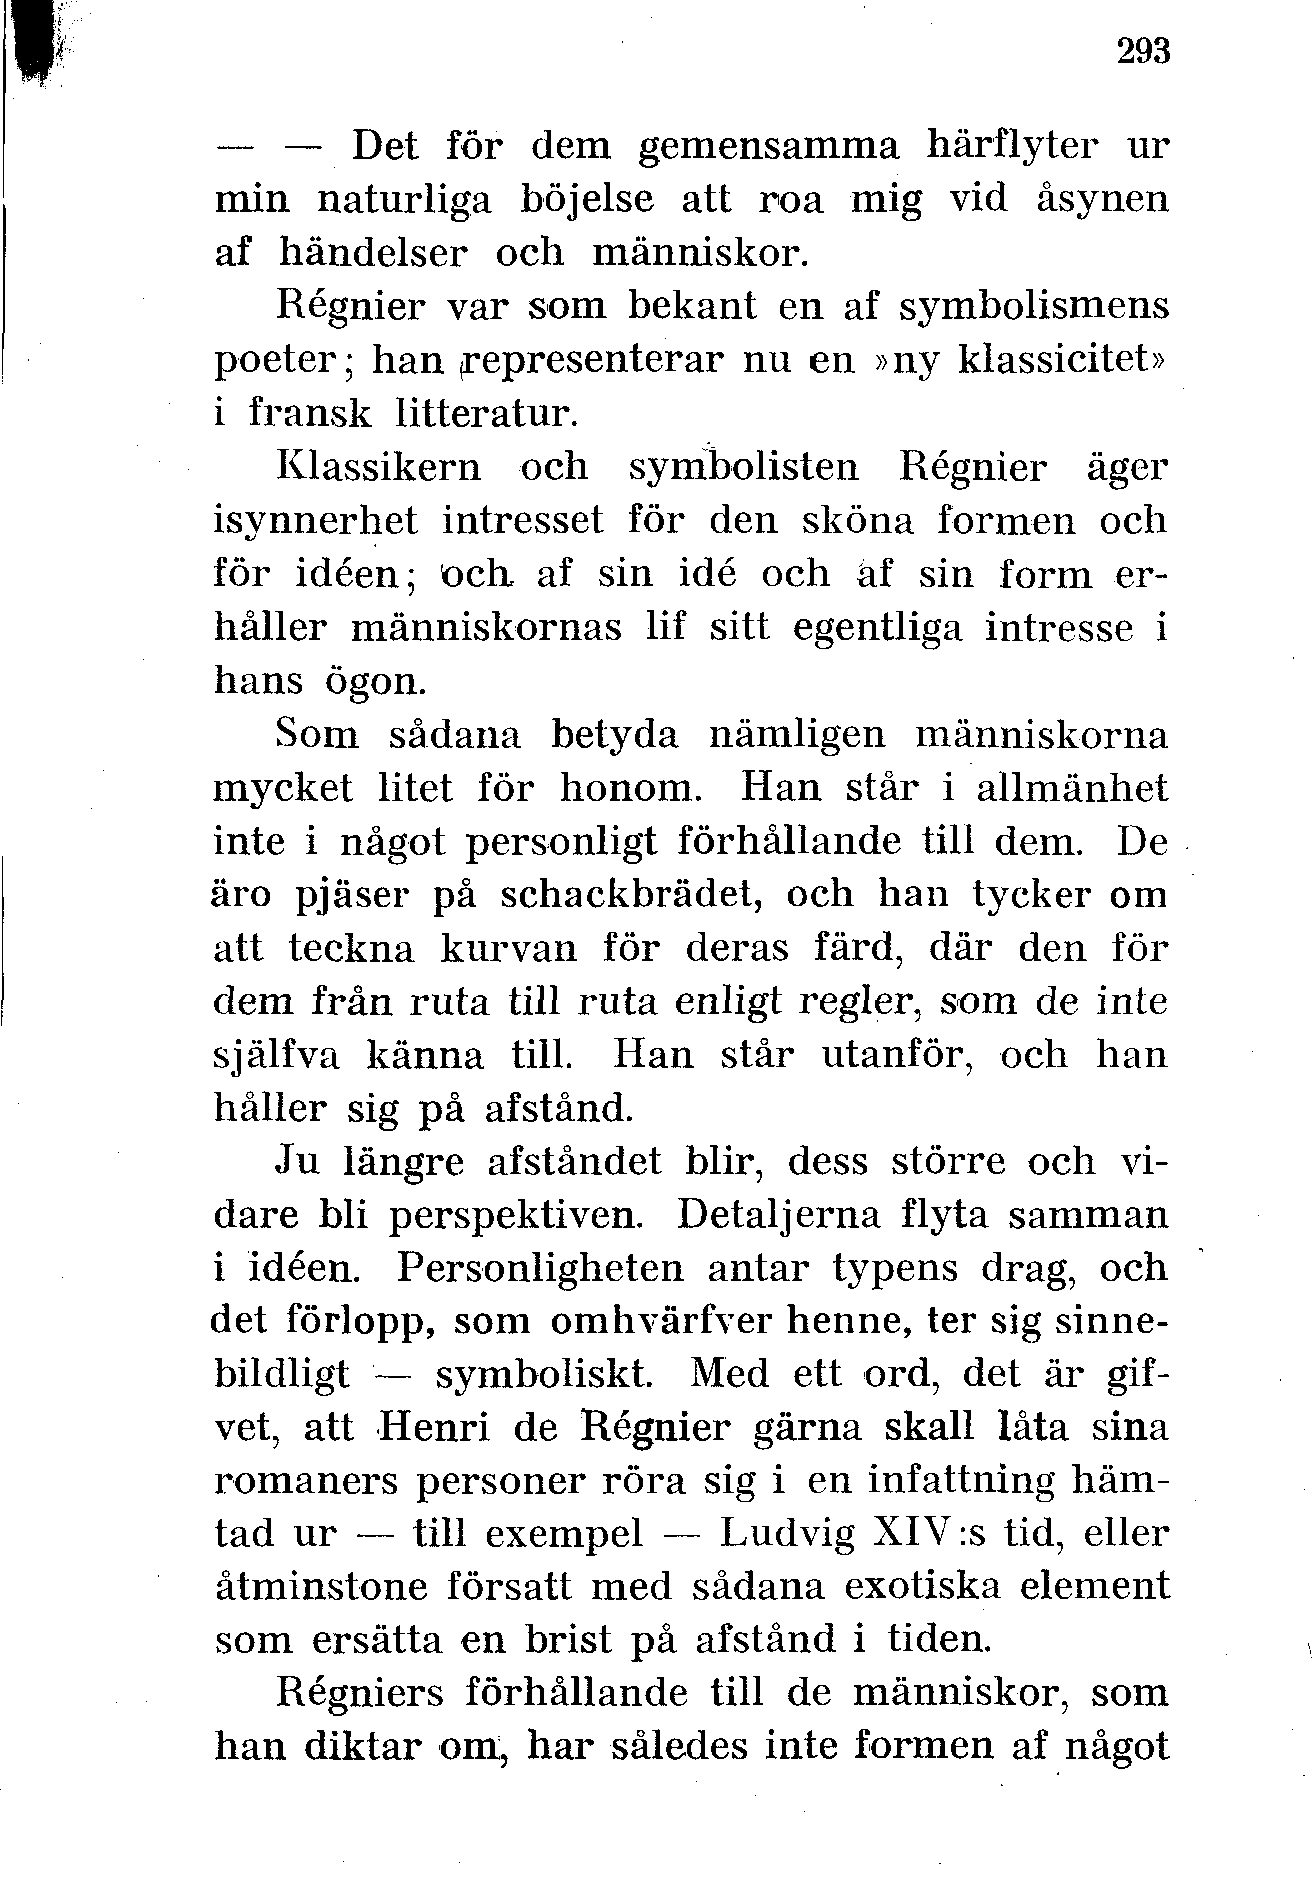 293
— — Det för dem gemensamma härflyter ur
min naturliga böjelse att roa mig vid åsynen
af händelser och människor.
Régnier var som bekant en af symbolismens
poeter; han representerar nu en »ny klassicitet»
i fransk litteratur.
Klassikern och symbolisten Régnier äger
isynnerhet intresset för den sköna formen och
för idéen; och af sin idé och af sin form er-
håller människornas lif sitt egentliga intresse i
hans ögon.
Som sådana betyda nämligen människorna
mycket litet för honom. Han står i allmänhet
inte i något personligt förhållande till dem. De
äro pjäser på schackbrädet, och han tycker om
att teckna kurvan för deras färd, där den för
dem från ruta till ruta enligt regler, som de inte
själfva känna till. Han står utanför, och han
håller sig på afstånd.
Ju längre afståndet blir, dess större och vi-
dare bli perspektiven. Detaljerna flyta samman
i idéen. Personligheten antar typens drag, och
det förlopp, som omhvärfver henne, ter sig sinne-
bildligt — symboliskt. Med ett ord, det är gif-
vet, att Henri de Régnier gärna skall låta sina
romaners personer röra sig i en infattning häm-
tad ur — till exempel — Ludvig XIV:s tid, eller
åtminstone försatt med sådana exotiska element
som ersätta en brist på afstånd i tiden.
Régniers förhållande till de människor, som
han diktar om, har således inte formen af något